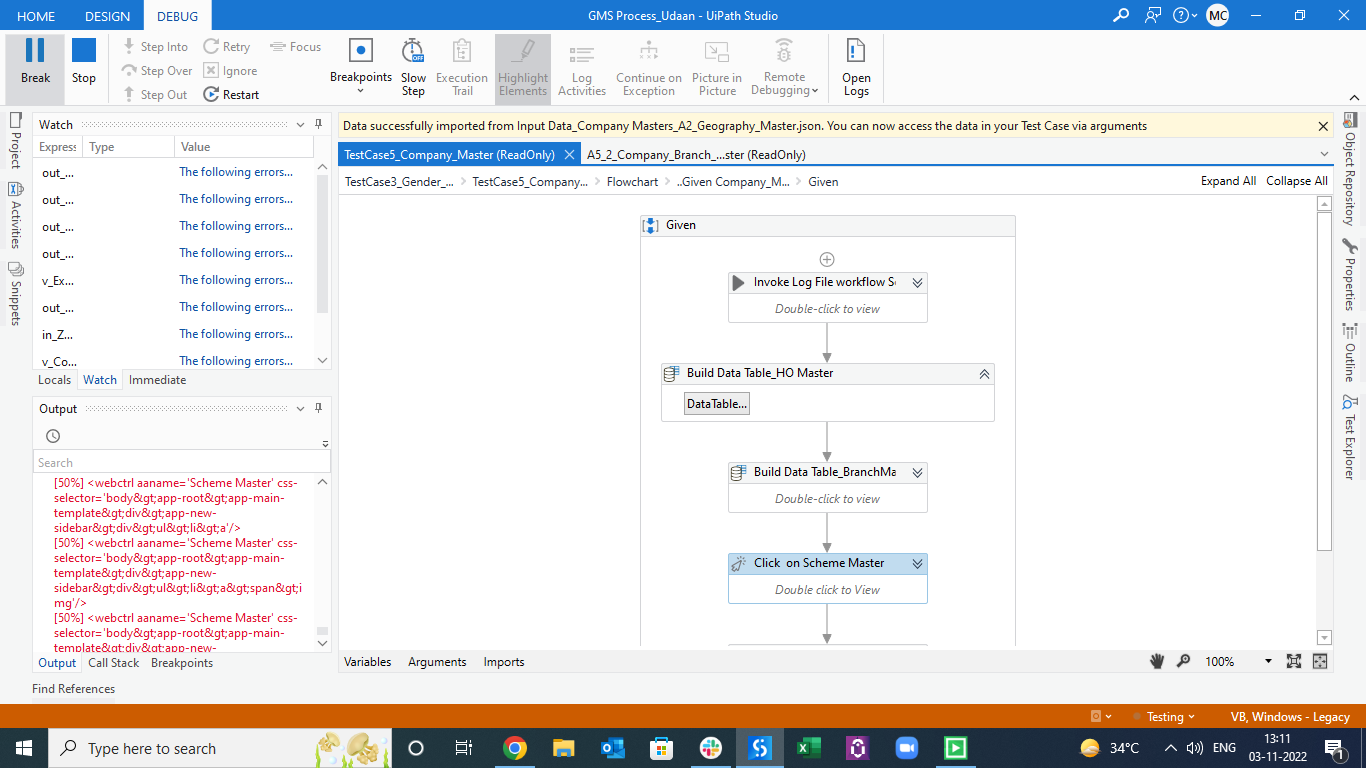 HOME DESIGN DEBUG
GMS Process_Udaan - UiPath Studio
MC
Break
Stop
Step Into
Step Over
Step Out
Retry
Ignore
Restart
Focus
Breakpoints
Slow Step
OFF
Execution Trail
Highlight Elements
Log Activities
Continue on Exception
Picture in Picture
Remote Debugging
Open Logs
Project
Activities
Snippets
Watch
Express Type Value
out_... The following errors...
out_... The following errors...
out_... The following errors...
out_... The following errors...
v_Ex... The following errors...
out_... The following errors...
in_Z... The following errors...
v_Co... The following errors...
Locals Watch Immediate
Output
Search
[50%] <webctrl aaname='Scheme Master' css-
selector='body&gt;app-root&gt;app-main-
template&gt;div&gt;app-new-
sidebar&gt;div&gt;ul&gt;li&gt;a'/>
[50%] <webctrl aaname='Scheme Master' css-
selector='body&gt;app-root&gt;app-main-
template&gt;div&gt;app-new-
sidebar&gt;div&gt;ul&gt;li&gt;a&gt;span&gt;i
mg'/>
[50%] <webctrl aaname='Scheme Master' css-
selector='body&gt;app-root&gt;app-main-
template&gt;div&gt;app-new-
Output Call Stack Breakpoints
Find References
Data successfully imported from Input Data_Company Masters_A2_Geography_Master.json. You can now access the data in your Test Case via arguments
TestCase5_Company_Master (ReadOnly)
A5_2_Company_Branch_...ster (ReadOnly)
TestCase3_Gender_... TestCase5_Company... Flowchart ..Given Company_M... Given
Expand All Collapse All
Given
Invoke Log File workflow S
Double-click to view
Build Data Table_HO Master
DataTable...
Build Data Table_BranchMa
Double-click to view
Click  on Scheme Master
Double click to View
Variables Arguments Imports
100%
Object Repository
Properties
Outline
Test Explorer
Testing
VB, Windows - Legacy
Type here to search
34°C
ENG
13:11
03-11-2022
1